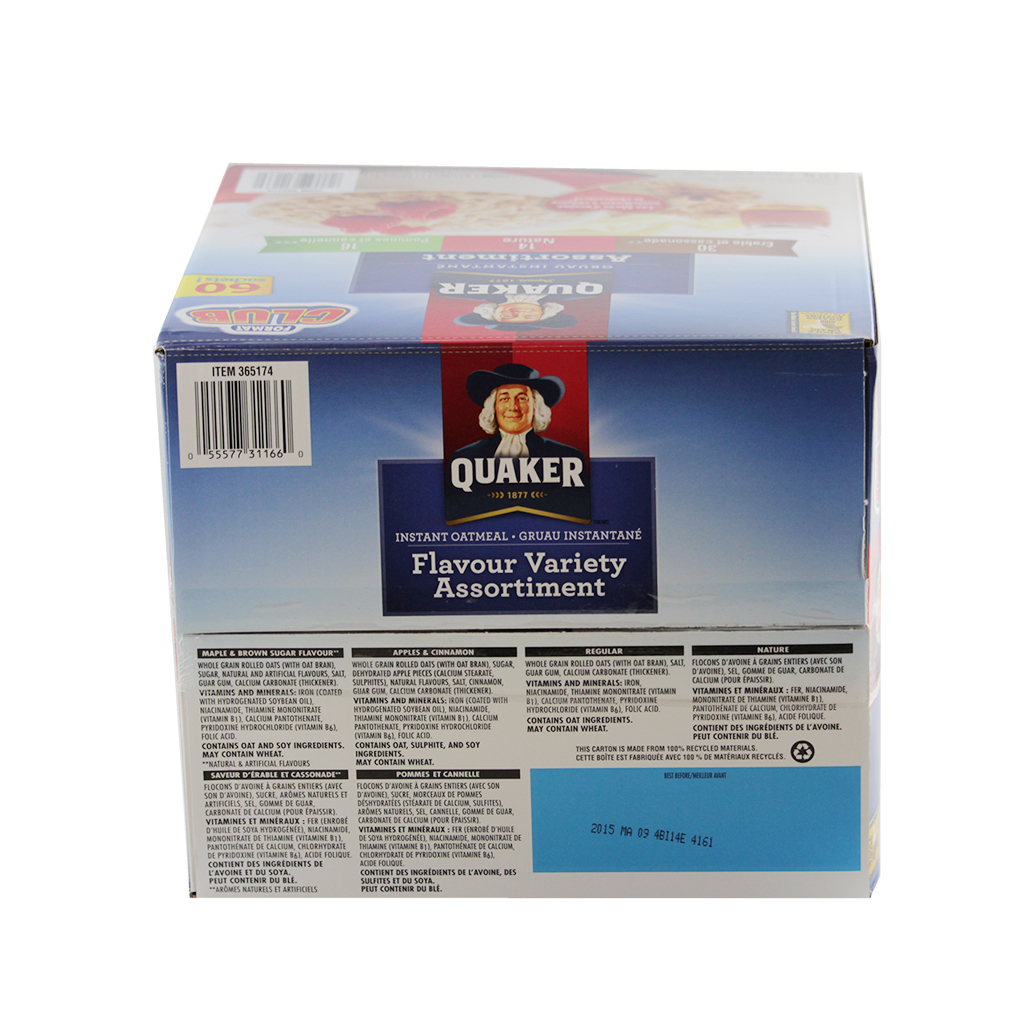 60
sachets!
FORMAT
CLUB
30
Érable et cassonade**
14
Nature
16
Pommes et cannelle
GRUAU INSTANTANÉ
Assortiment
QUAKER
ITEM 365174
0 55577 31166 0
QUAKER
1877
INSTANT OATMEAL • GRUAU INSTANTANÉ
Flavour Variety
Assortiment
MAPLE & BROWN SUGAR FLAVOUR**
WHOLE GRAIN ROLLED OATS (WITH OAT BRAN),
SUGAR, NATURAL AND ARTIFICIAL FLAVOURS, SALT,
GUAR GUM, CALCIUM CARBONATE (THICKENER).
VITAMINS AND MINERALS: IRON (COATED
WITH HYDROGENATED SOYBEAN OIL),
NIACINAMIDE, THIAMINE MONONITRATE
(VITAMIN B1), CALCIUM PANTOTHENATE,
PYRIDOXINE HYDROCHLORIDE (VITAMIN B6),
FOLIC ACID.
CONTAINS OAT AND SOY INGREDIENTS.
MAY CONTAIN WHEAT.
**NATURAL & ARTIFICIAL FLAVOURS
APPLES & CINNAMON
WHOLE GRAIN ROLLED OATS (WITH OAT BRAN), SUGAR,
DEHYDRATED APPLE PIECES (CALCIUM STEARATE,
SULPHITES), NATURAL FLAVOURS, SALT, CINNAMON,
GUAR GUM, CALCIUM CARBONATE (THICKENER).
VITAMINS AND MINERALS: IRON (COATED WITH
HYDROGENATED SOYBEAN OIL), NIACINAMIDE,
THIAMINE MONONITRATE (VITAMIN B1), CALCIUM
PANTOTHENATE, PYRIDOXINE HYDROCHLORIDE
(VITAMIN B6), FOLIC ACID.
CONTAINS OAT, SULPHITE, AND SOY
INGREDIENTS.
MAY CONTAIN WHEAT.
REGULAR
WHOLE GRAIN ROLLED OATS (WITH OAT BRAN), SALT,
GUAR GUM, CALCIUM CARBONATE (THICKENER).
VITAMINS AND MINERALS: IRON,
NIACINAMIDE, THIAMINE MONONITRATE (VITAMIN
B1), CALCIUM PANTOTHENATE, PYRIDOXINE
HYDROCHLORIDE (VITAMIN B6), FOLIC ACID.
CONTAINS OAT INGREDIENTS.
MAY CONTAIN WHEAT.
NATURE
FLOCONS D'AVOINE À GRAINS ENTIERS (AVEC SON
D'AVOINE), SEL, GOMME DE GUAR, CARBONATE DE
CALCIUM (POUR ÉPAISSIR).
VITAMINES ET MINÉRAUX : FER, NIACINAMIDE,
MONONITRATE DE THIAMINE (VITAMINE B1),
PANTOTHÉNATE DE CALCIUM, CHLORHYDRATE DE
PYRIDOXINE (VITAMINE B6), ACIDE FOLIQUE.
CONTIENT DES INGRÉDIENTS DE L'AVOINE.
PEUT CONTENIR DU BLÉ.
THIS CARTON IS MADE FROM 100% RECYCLED MATERIALS.
CETTE BOÎTE EST FABRIQUÉE AVEC 100 % DE MATÉRIAUX RECYCLÉS.
SAVEUR D'ÉRABLE ET CASSONADE**
FLOCONS D'AVOINE À GRAINS ENTIERS (AVEC
SON D'AVOINE), SUCRE, ARÔMES NATURELS ET
ARTIFICIELS, SEL, GOMME DE GUAR,
CARBONATE DE CALCIUM (POUR ÉPAISSIR).
VITAMINES ET MINÉRAUX : FER (ENROBÉ
D'HUILE DE SOYA HYDROGÉNÉE), NIACINAMIDE,
MONONITRATE DE THIAMINE (VITAMINE B1),
PANTOTHÉNATE DE CALCIUM, CHLORHYDRATE
DE PYRIDOXINE (VITAMINE B6), ACIDE FOLIQUE.
CONTIENT DES INGRÉDIENTS DE
L'AVOINE ET DU SOYA.
PEUT CONTENIR DU BLÉ.
**ARÔMES NATURELS ET ARTIFICIELS
POMMES ET CANNELLE
FLOCONS D'AVOINE À GRAINS ENTIERS (AVEC SON
D'AVOINE), SUCRE, MORCEAUX DE POMMES
DÉSHYDRATÉES (STÉARATE DE CALCIUM, SULFITES),
ARÔMES NATURELS, SEL, CANNELLE, GOMME DE GUAR,
CARBONATE DE CALCIUM (POUR ÉPAISSIR).
VITAMINES ET MINÉRAUX : FER (ENROBÉ D'HUILE
DE SOYA HYDROGÉNÉE), NIACINAMIDE, MONONITRATE DE
THIAMINE (VITAMINE B1), PANTOTHÉNATE DE CALCIUM,
CHLORHYDRATE DE PYRIDOXINE (VITAMINE B6),
ACIDE FOLIQUE.
CONTIENT DES INGRÉDIENTS DE L'AVOINE, DES
SULFITES ET DU SOYA.
PEUT CONTENIR DU BLÉ.
BEST BEFORE/MEILLEUR AVANT
2015 MA 09 4BI14E 4161